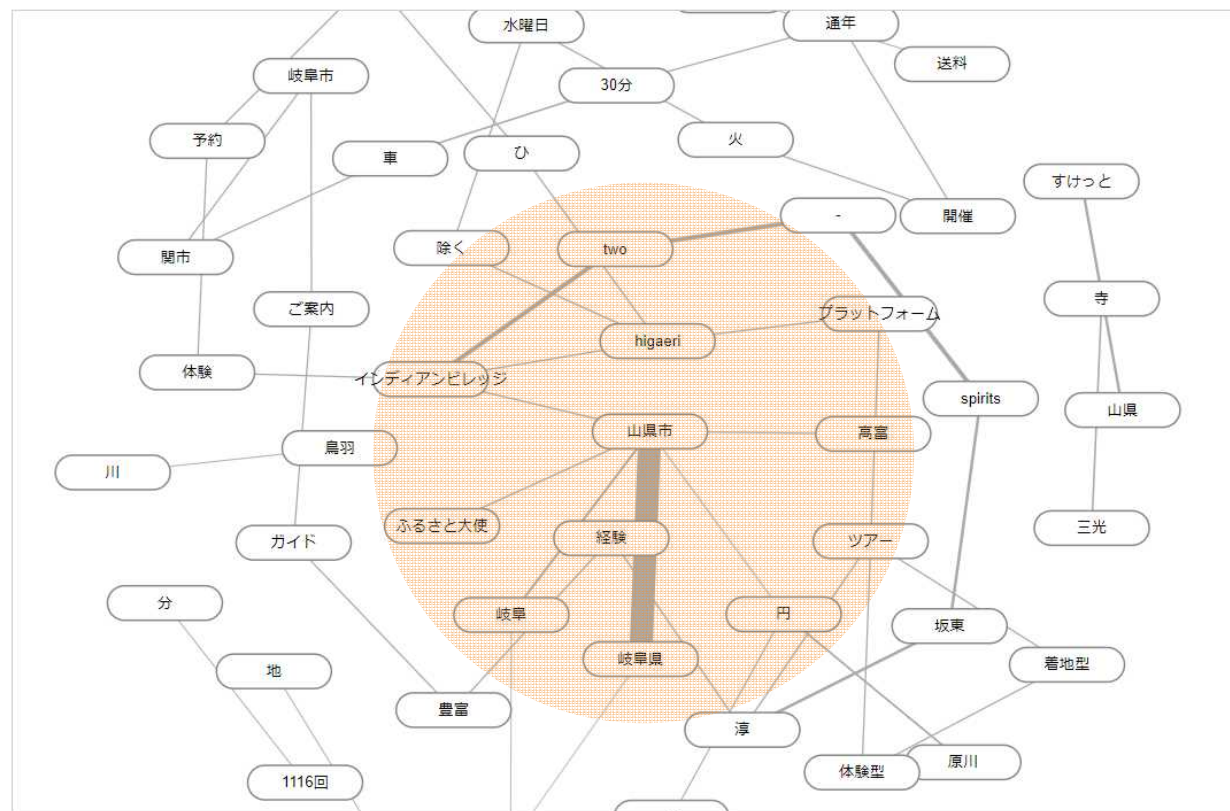 水曜日
通年
送料
岐阜市
30分
予約
火
車
ひ
すけっと
-
開催
two
除く
関市
寺
ご案内
プラットフォーム
higaeri
体験
インディアンビレッジ
spirits
山県
山県市
高富
鳥羽
川
ふるさと大使
三光
経験
ガイド
ツアー
分
岐阜
円
坂東
岐阜県
着地型
地
豊富
淳
原川
体験型
1116回